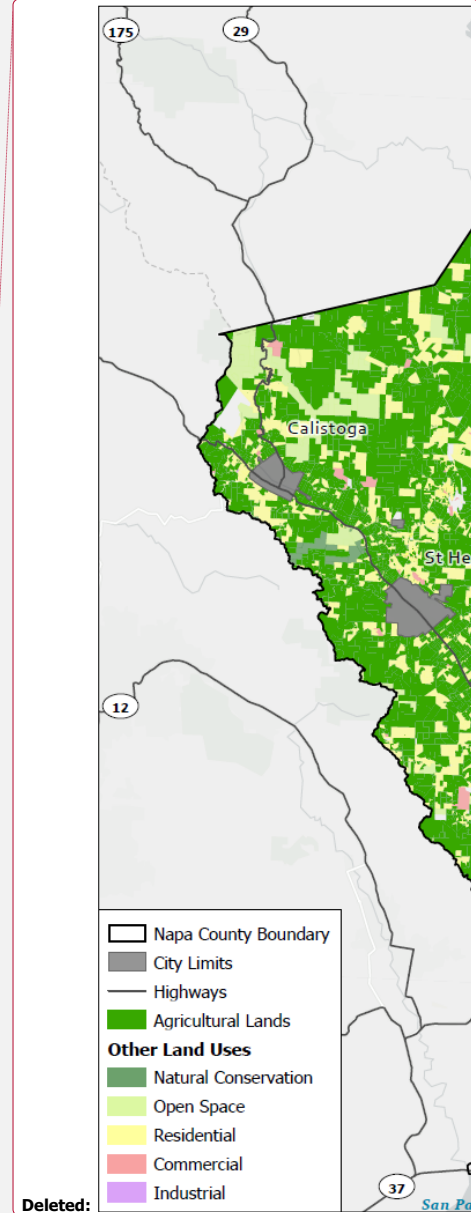 175
29
Calistoga
St He
12
Napa County Boundary
City Limits
Highways
Agricultural Lands
Other Land Uses
Natural Conservation
Open Space
Residential
Commercial
Industrial
37
San Pa
Deleted: